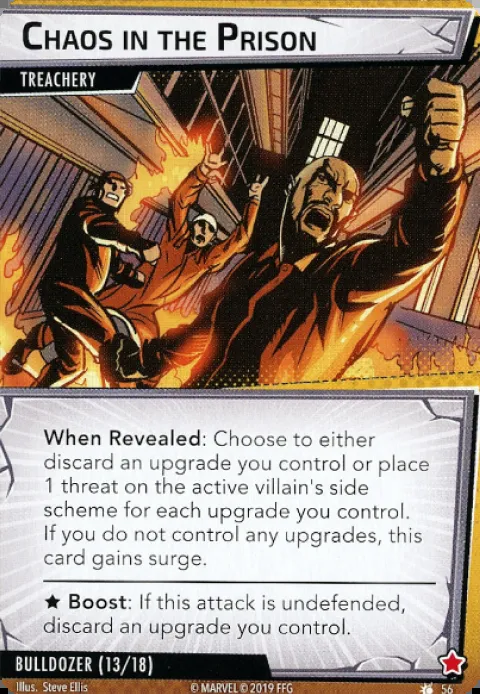 CHAOS IN THE PRISON
TREACHERY
When Revealed: Choose to either
discard an upgrade you control or place
1 threat on the active villain's side
scheme for each upgrade you control.
If you do not control any upgrades, this
card gains surge.
★ Boost: If this attack is undefended,
discard an upgrade you control.
BULLDOZER (13/18)
Illus. Steve Ellis © MARVEL © 2019 FFG 56